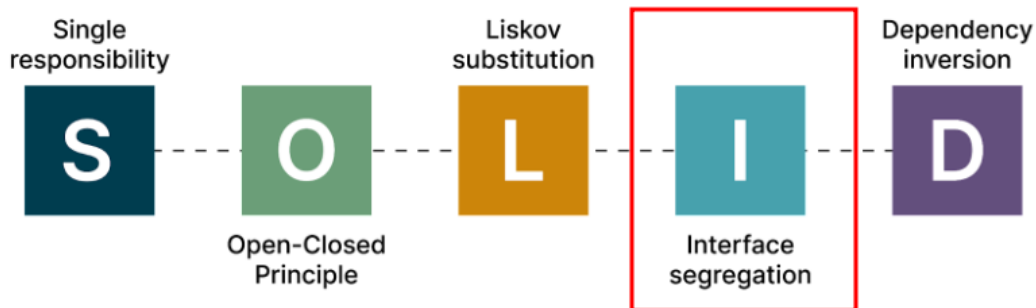 Single
responsibility
Liskov
substitution
Dependency
inversion
S
O
L
I
D
Open-Closed
Principle
Interface
segregation